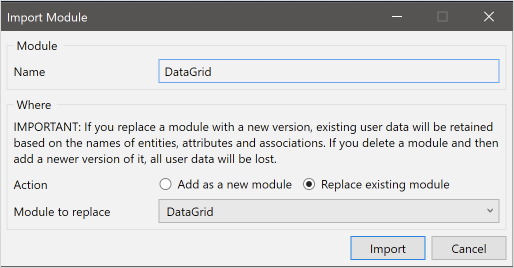 Import Module
Module
Name
DataGrid
Where
IMPORTANT: If you replace a module with a new version, existing user data will be retained
based on the names of entities, attributes and associations. If you delete a module and then
add a newer version of it, all user data will be lost.
Action
Add as a new module
Replace existing module
Module to replace
DataGrid
Import
Cancel